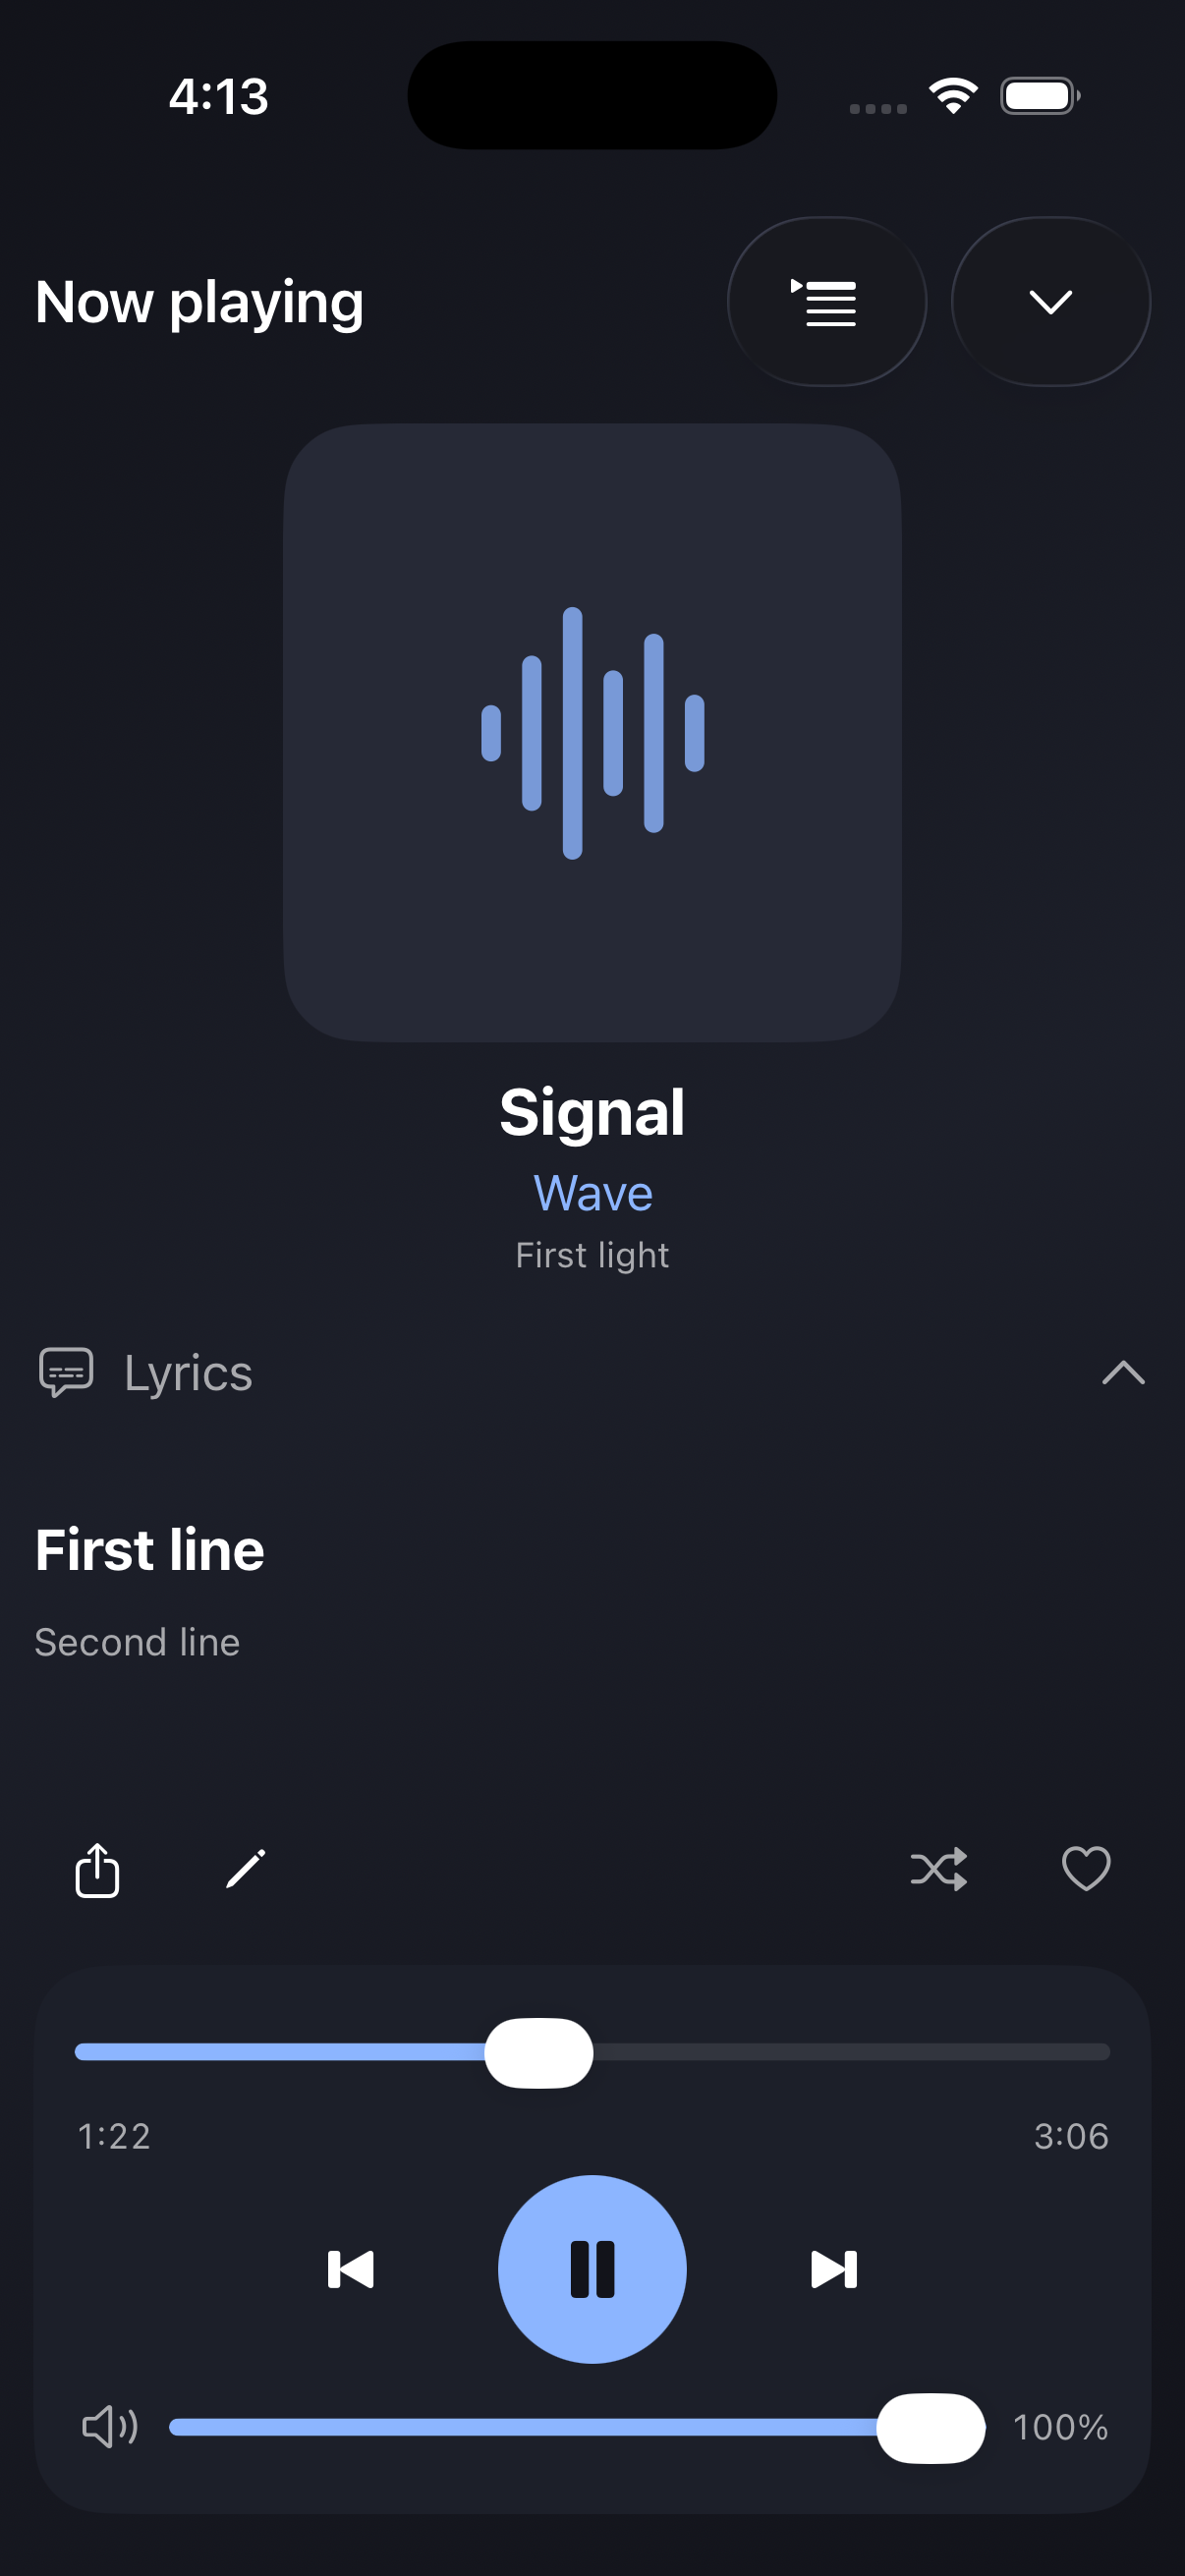 4:13
Now playing
Signal
Wave
First light
Lyrics
First line
Second line
1:22
3:06
100%